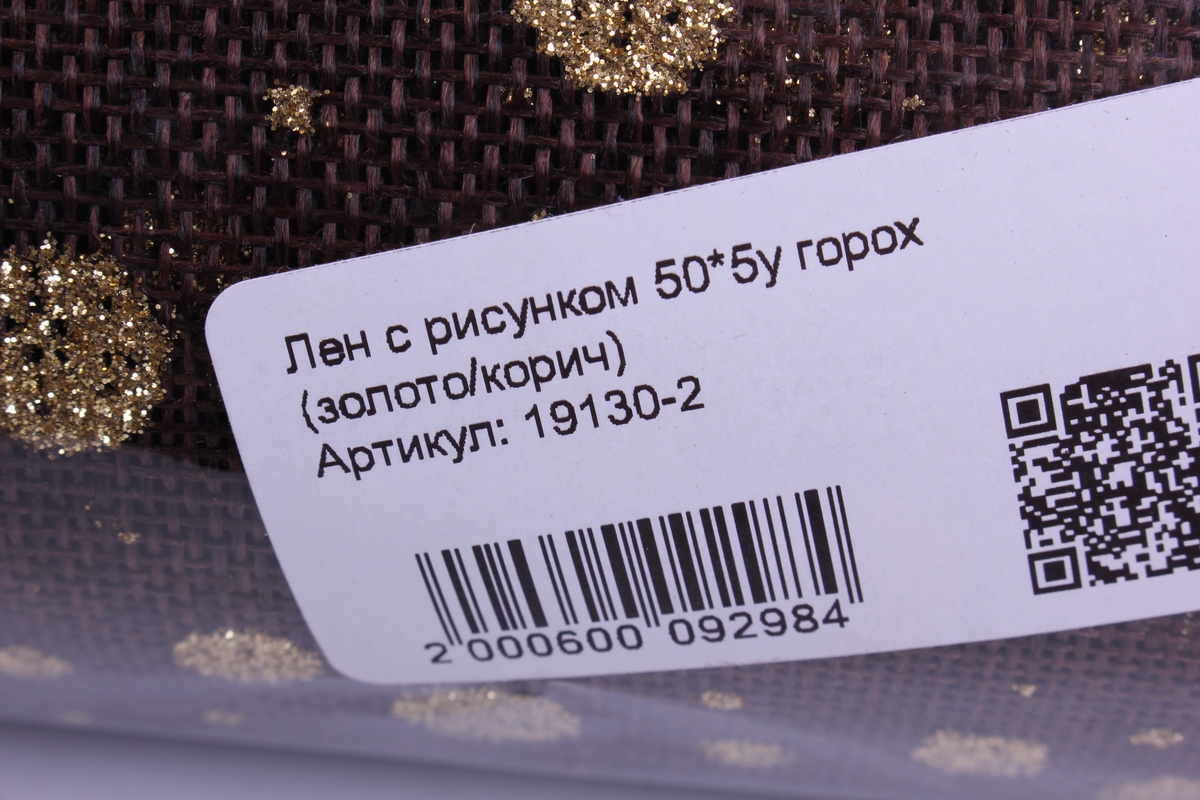 Лен с рисунком 50*5у горох
(золото/корич)
Артикул: 19130-2
2 000600 092984